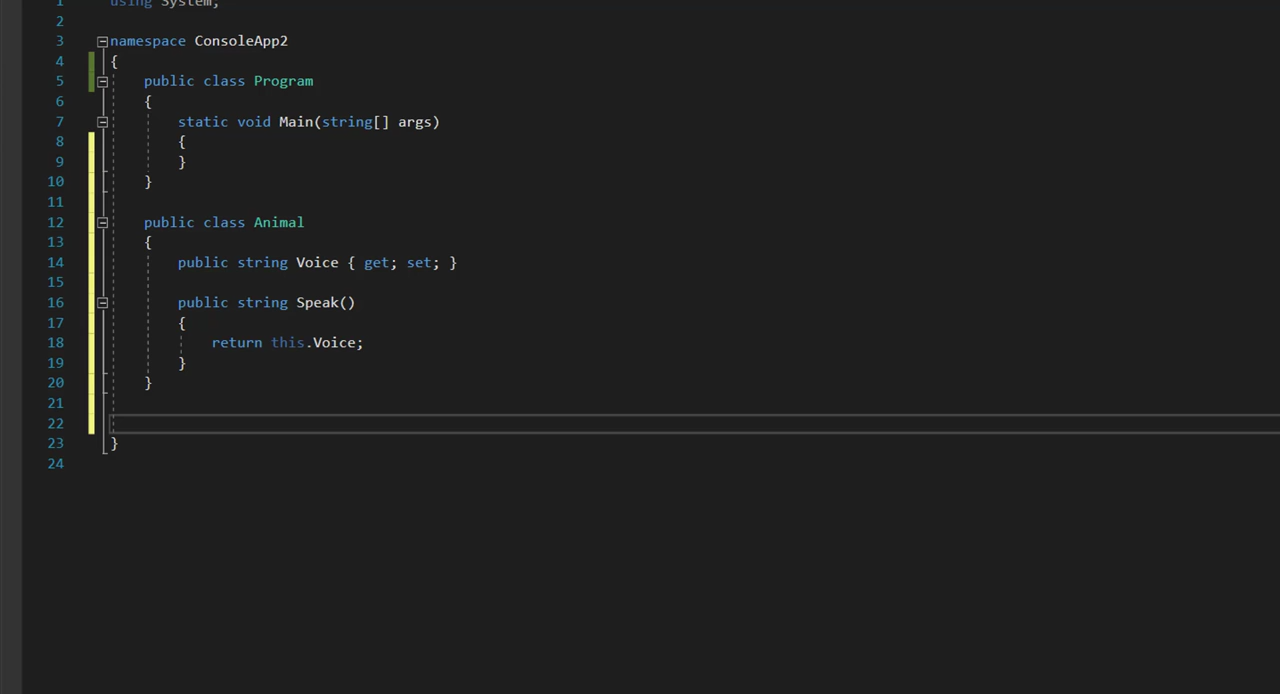 1 using System;
2
3 namespace ConsoleApp2
4 {
5 public class Program
6 {
7 static void Main(string[] args)
8 {
9 }
10 }
11
12 public class Animal
13 {
14 public string Voice { get; set; }
15
16 public string Speak()
17 {
18 return this.Voice;
19 }
20 }
21
22
23 }
24